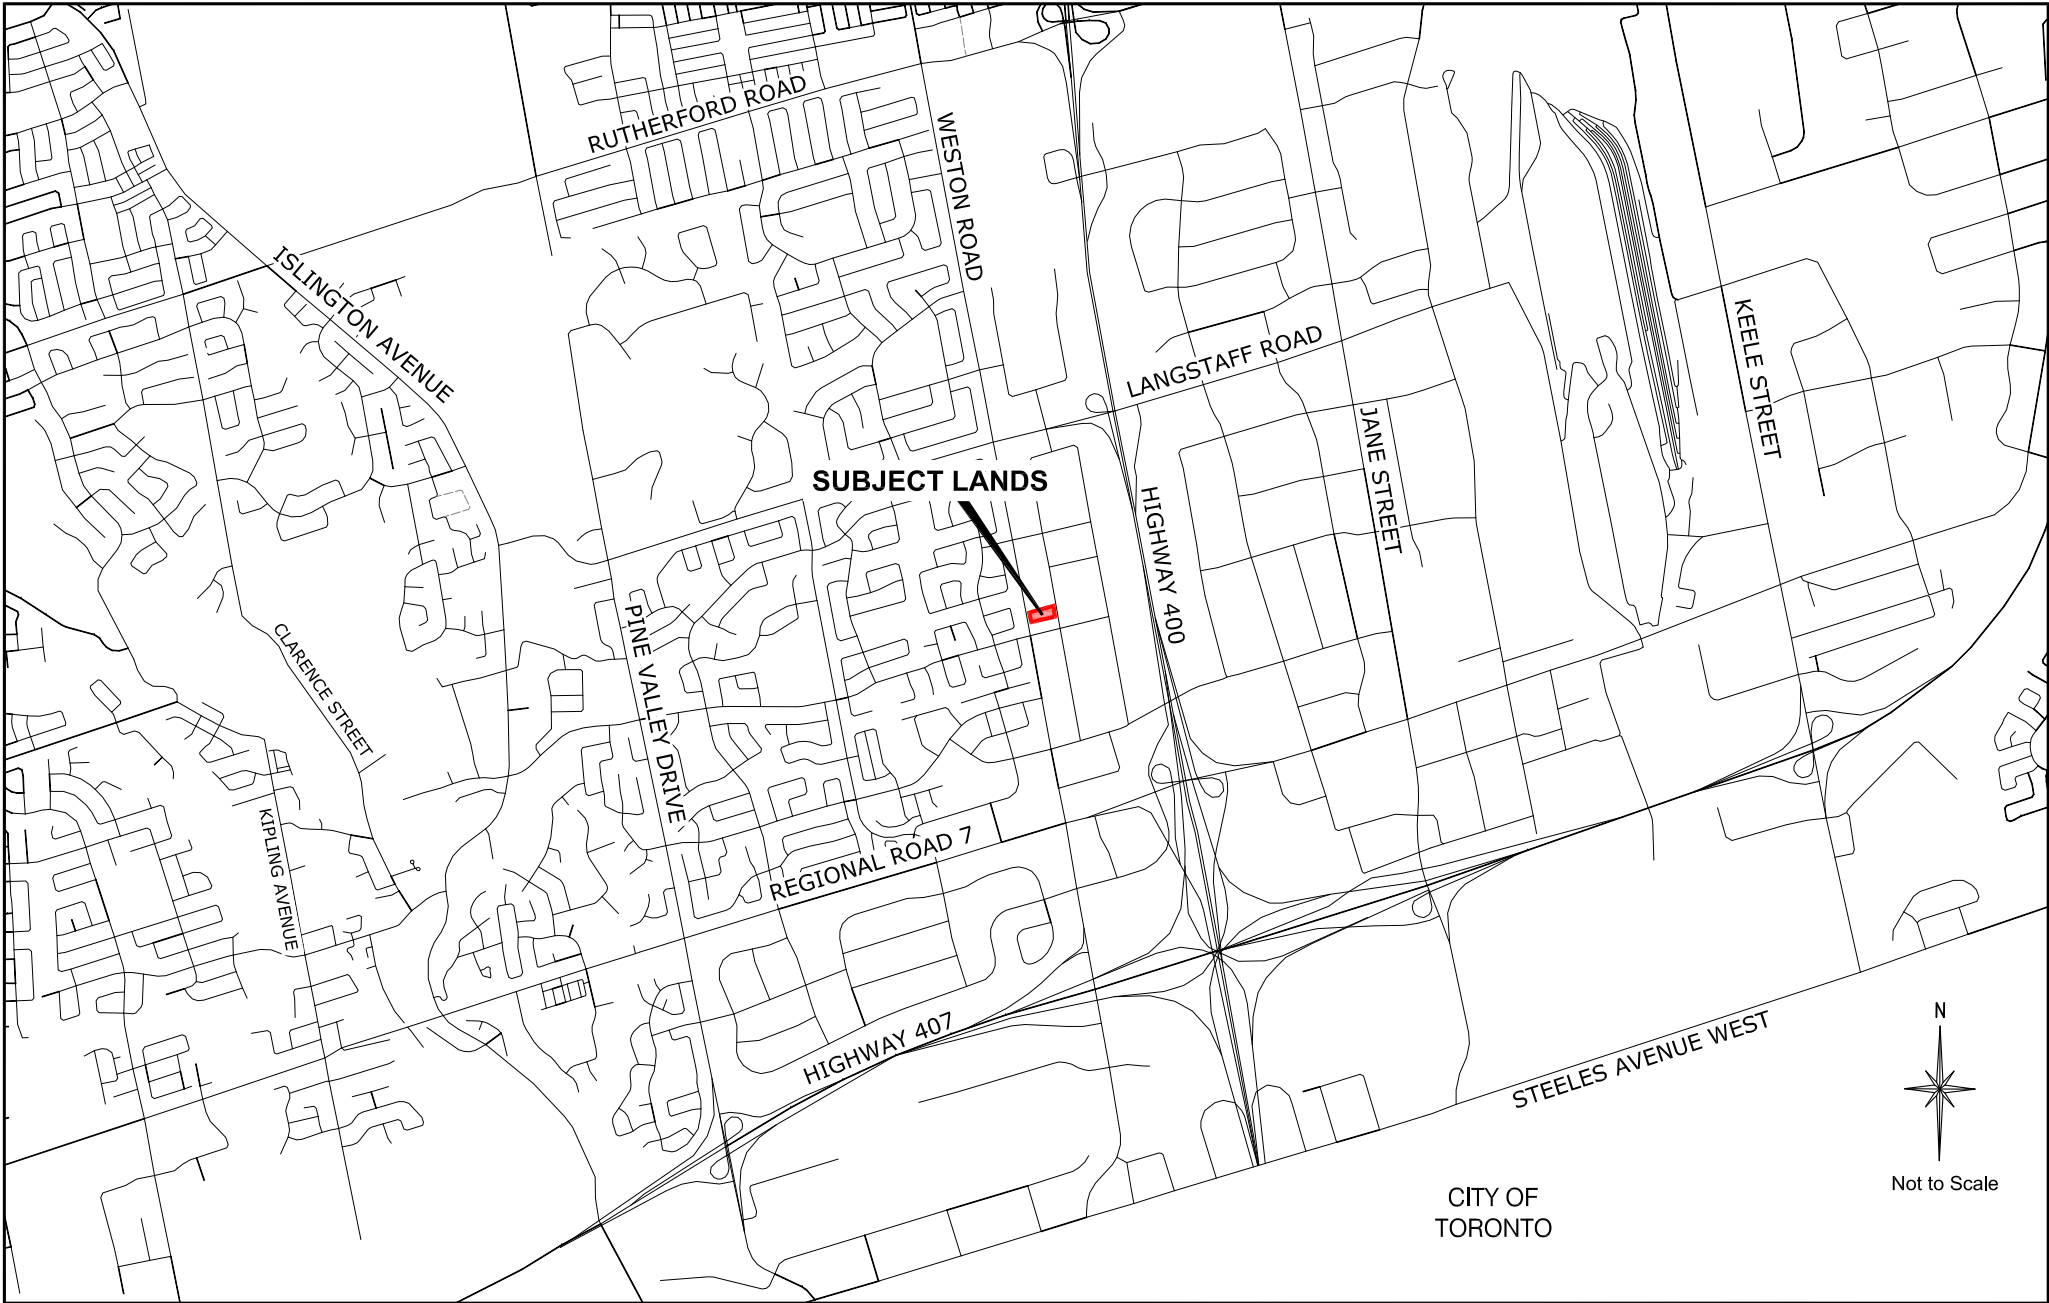 RUTHERFORD ROAD
WESTON ROAD
ISLINGTON AVENUE
LANGSTAFF ROAD
KEELE STREET
JANE STREET
SUBJECT LANDS
HIGHWAY 400
PINE VALLEY DRIVE
CLARENCE STREET
KIPLING AVENUE
REGIONAL ROAD 7
HIGHWAY 407
STEELES AVENUE WEST
N
Not to Scale
CITY OF
TORONTO